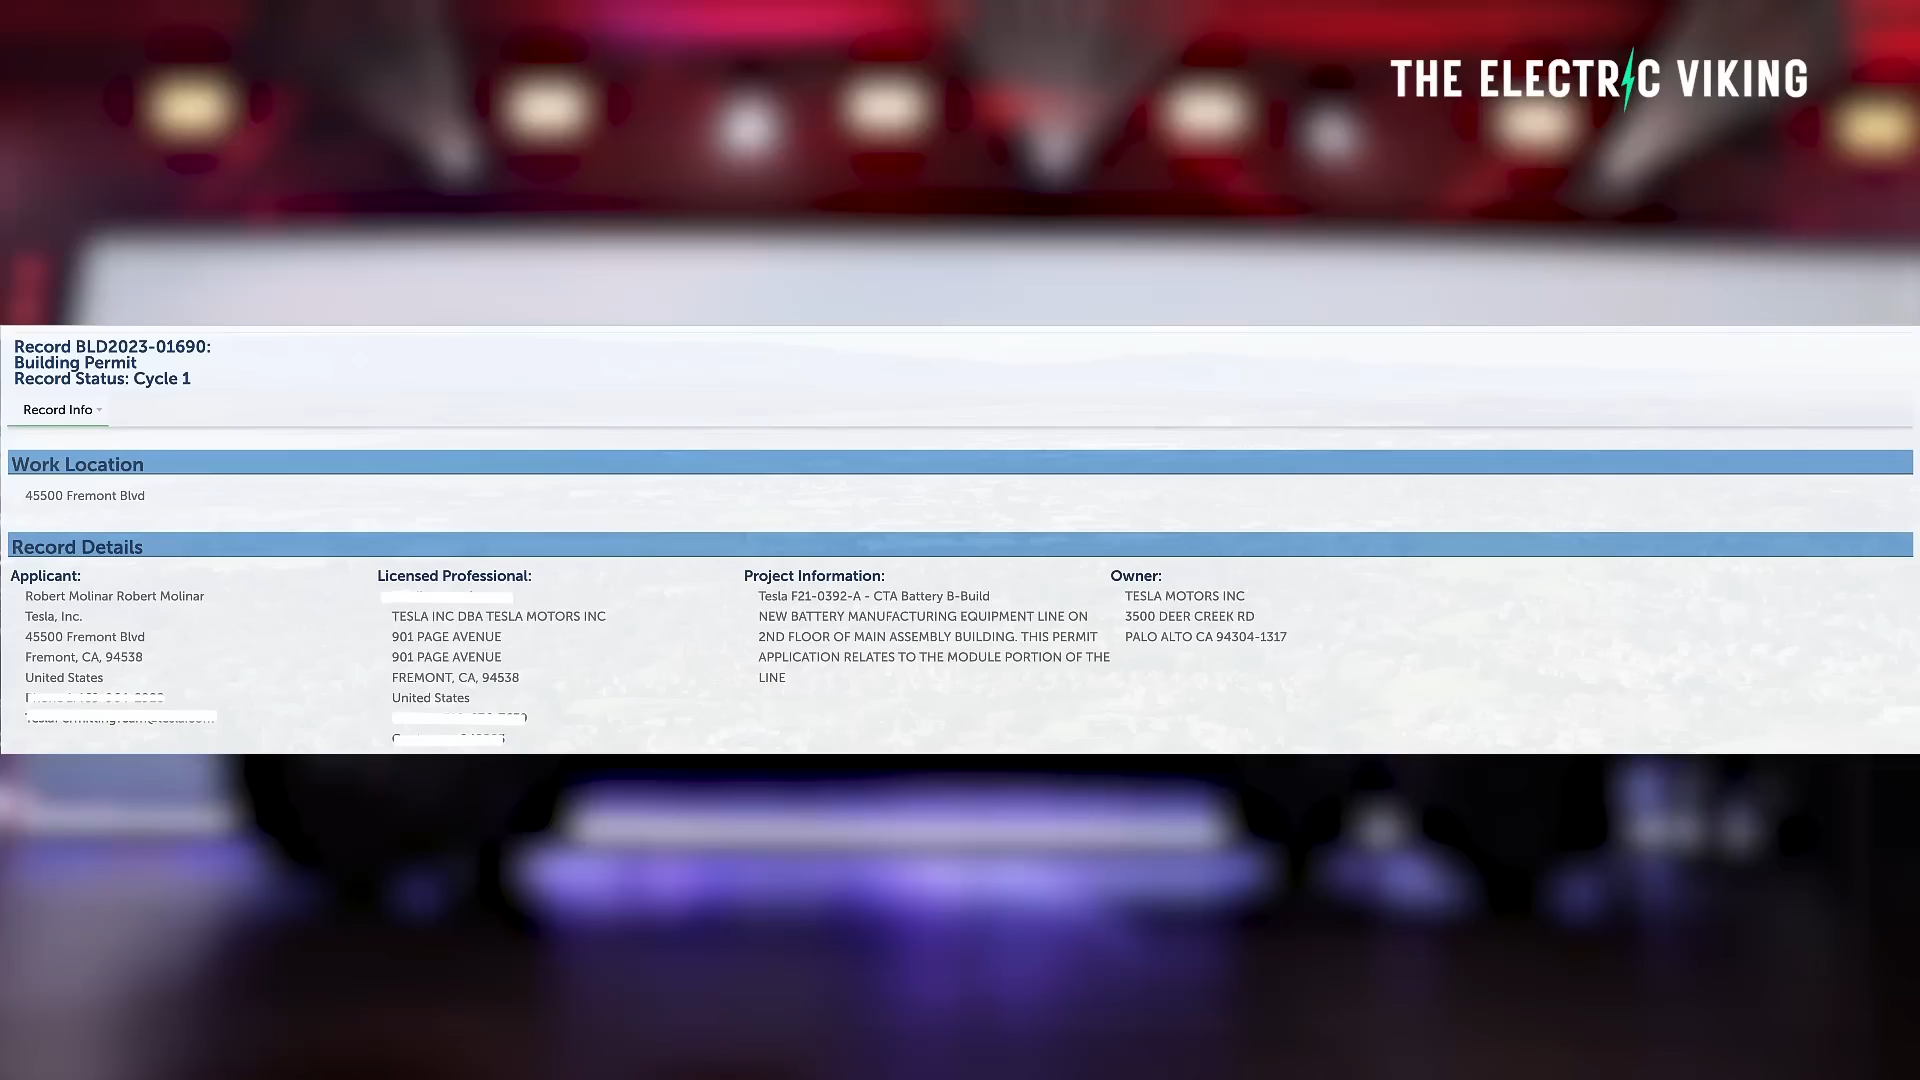 THE ELECTRIC VIKING
Record BLD2023-01690:
Building Permit
Record Status: Cycle 1
Record Info
Work Location
45500 Fremont Blvd
Record Details
Applicant:
Robert Molinar Robert Molinar
Tesla, Inc.
45500 Fremont Blvd
Fremont, CA, 94538
United States
Licensed Professional:
TESLA INC DBA TESLA MOTORS INC
901 PAGE AVENUE
901 PAGE AVENUE
FREMONT, CA, 94538
United States
Project Information:
Tesla F21-0392-A - CTA Battery B-Build
NEW BATTERY MANUFACTURING EQUIPMENT LINE ON
2ND FLOOR OF MAIN ASSEMBLY BUILDING. THIS PERMIT
APPLICATION RELATES TO THE MODULE PORTION OF THE
LINE
Owner:
TESLA MOTORS INC
3500 DEER CREEK RD
PALO ALTO CA 94304-1317